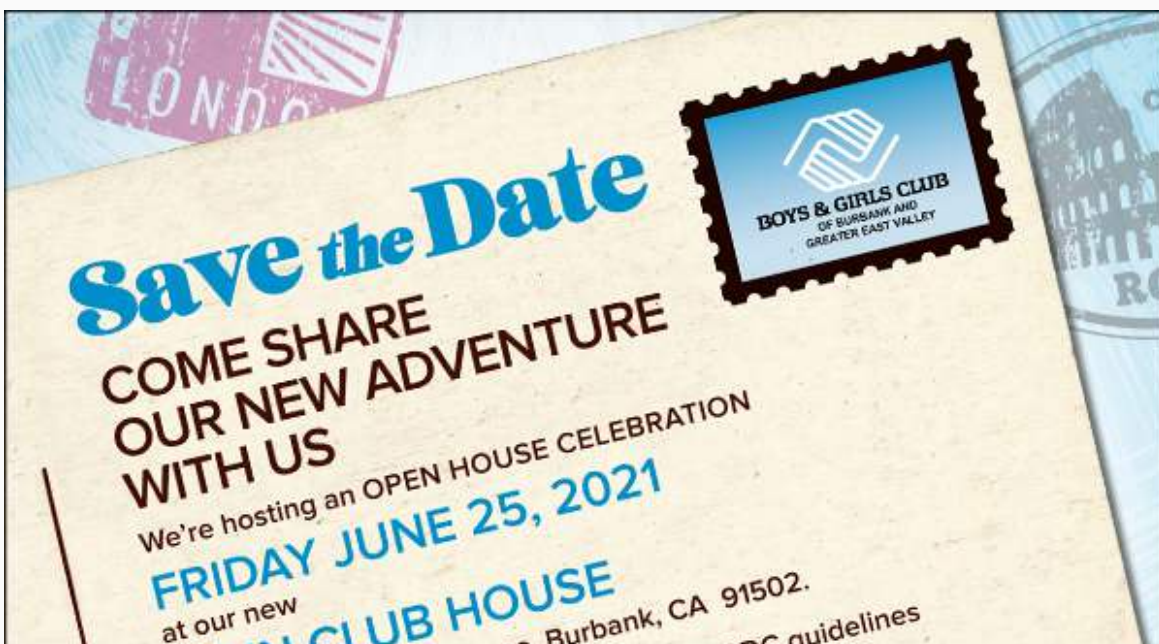 LONDO
Save the Date
BOYS & GIRLS CLUB
OF BURBANK AND
GREATER EAST VALLEY
COME SHARE
OUR NEW ADVENTURE
WITH US
We're hosting an OPEN HOUSE CELEBRATION
FRIDAY JUNE 25, 2021
at our new
CLUB HOUSE
Burbank, CA 91502.
guidelines